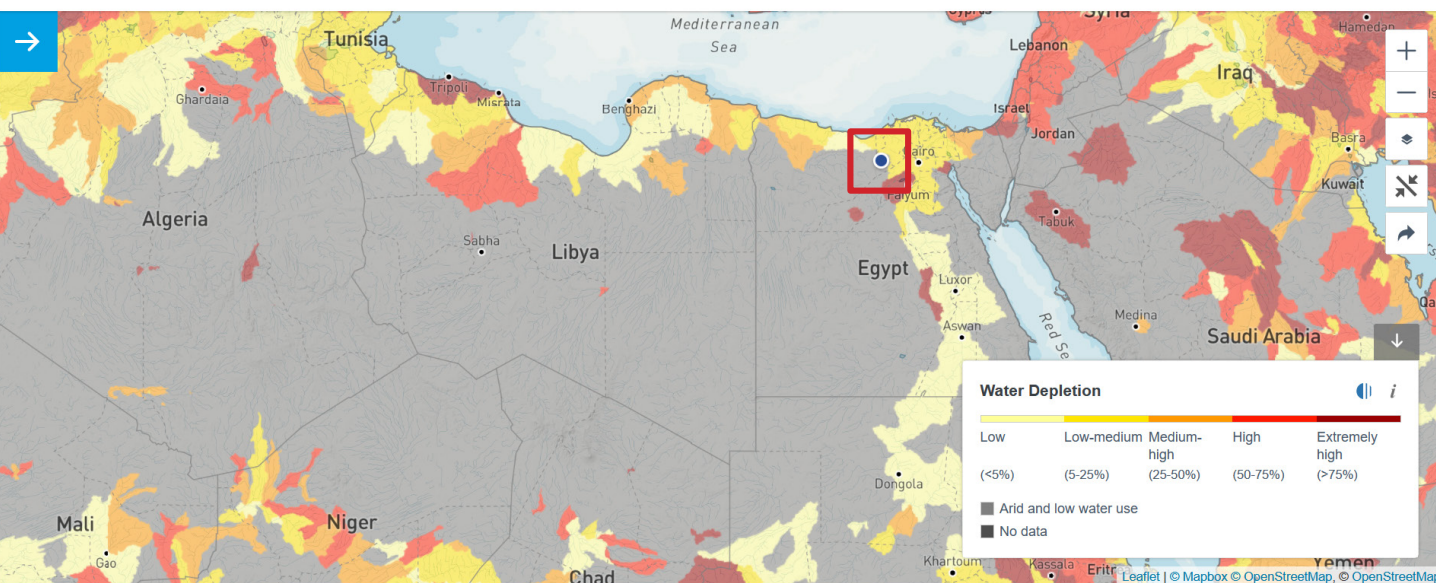 Mediterranean
Sea
Syria
Tunisia
Lebanon
Hamedan
Iraq
Tripoli
Ghardaia
Misrata
Benghazi
Israel
Jordan
Basra
Cairo
Kuwait
Faiyum
Algeria
Tabuk
Sabha
Libya
Egypt
Luxor
Medina
Aswan
Red Se
Saudi Arabia
Water Depletion
i
Low Low-medium Medium-high High Extremely high
(<5%) (5-25%) (25-50%) (50-75%) (>75%)
Arid and low water use
No data
Dongola
Mali
Niger
Gao
Chad
Khartoum
Kassala
Eritr
Yemen
Leaflet | © Mapbox © OpenStreetMap, © OpenStreetMa